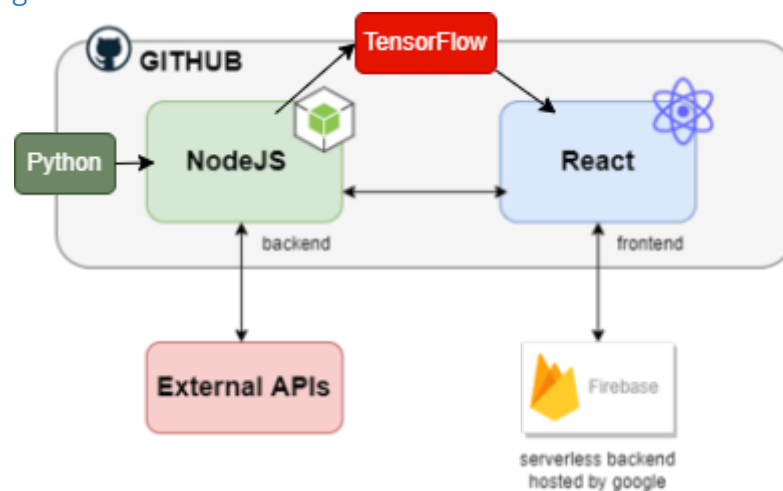 TensorFlow
GITHUB
Python
NodeJS
React
backend
frontend
External APIs
Firebase
serverless backend
hosted by google